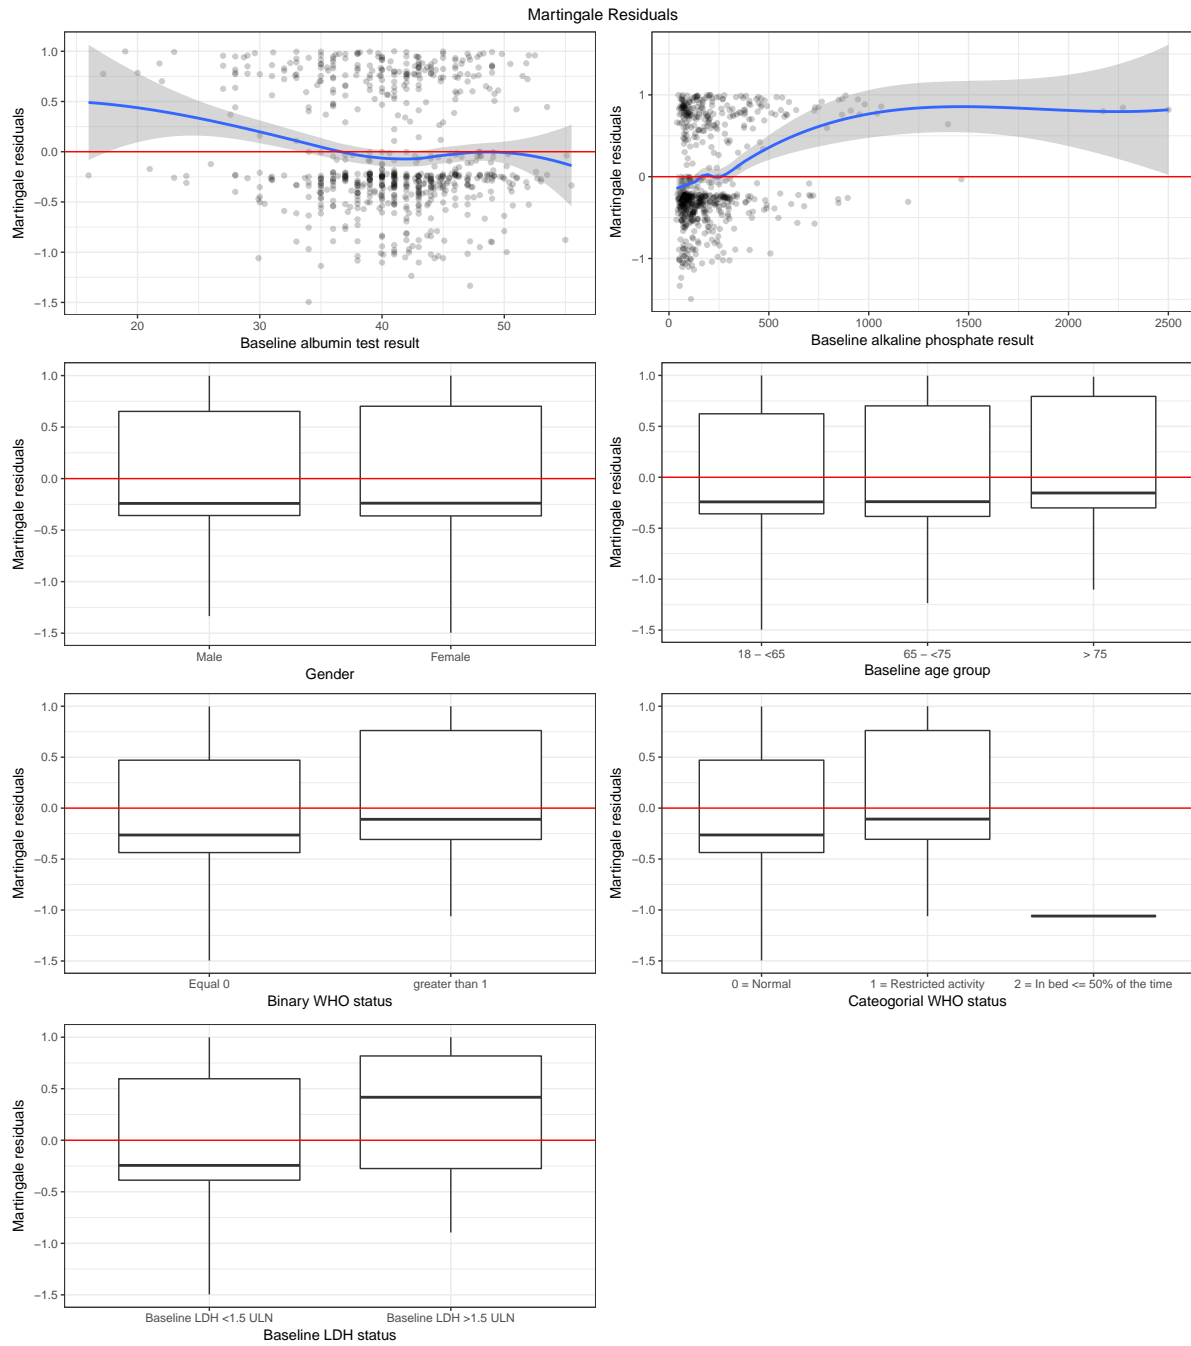 Martingale Residuals
Martingale residuals
1.0
0.5
0.0
−0.5
−1.0
−1.5
20 30 40 50
Baseline albumin test result
Martingale residuals
1
0
−1
0 500 1000 1500 2000 2500
Baseline alkaline phosphate result
Martingale residuals
1.0
0.5
0.0
−0.5
−1.0
−1.5
Male Female
Gender
Martingale residuals
1.0
0.5
0.0
−0.5
−1.0
−1.5
18 − <65 65 − <75 > 75
Baseline age group
Martingale residuals
1.0
0.5
0.0
−0.5
−1.0
−1.5
Equal 0 greater than 1
Binary WHO status
Martingale residuals
1.0
0.5
0.0
−0.5
−1.0
−1.5
0 = Normal 1 = Restricted activity 2 = In bed <= 50% of the time
Cateogorial WHO status
Martingale residuals
1.0
0.5
0.0
−0.5
−1.0
−1.5
Baseline LDH <1.5 ULN Baseline LDH >1.5 ULN
Baseline LDH status